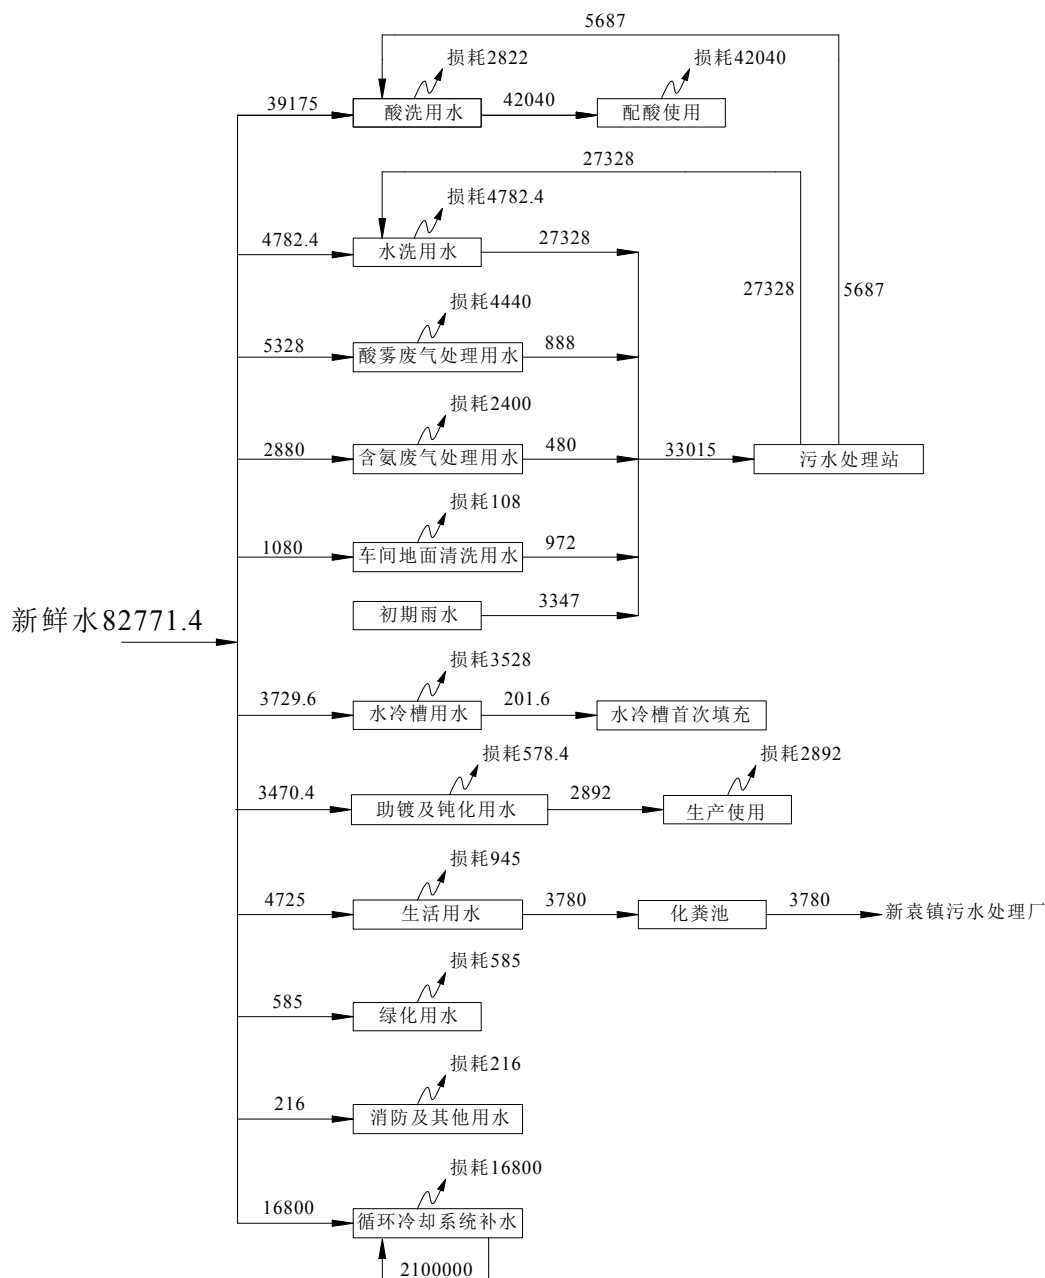 5687
损耗2822
损耗42040
39175
酸洗用水
42040
配酸使用
27328
损耗4782.4
4782.4
水洗用水
27328
27328
5687
损耗4440
5328
酸雾废气处理用水
888
损耗2400
2880
含氨废气处理用水
480
33015
污水处理站
损耗108
1080
车间地面清洗用水
972
初期雨水
3347
新鲜水82771.4
损耗3528
3729.6
水冷槽用水
201.6
水冷槽首次填充
损耗578.4
损耗2892
3470.4
助镀及钝化用水
2892
生产使用
损耗945
4725
生活用水
3780
化粪池
3780
新袁镇污水处理厂
损耗585
585
绿化用水
损耗216
216
消防及其他用水
损耗16800
16800
循环冷却系统补水
2100000